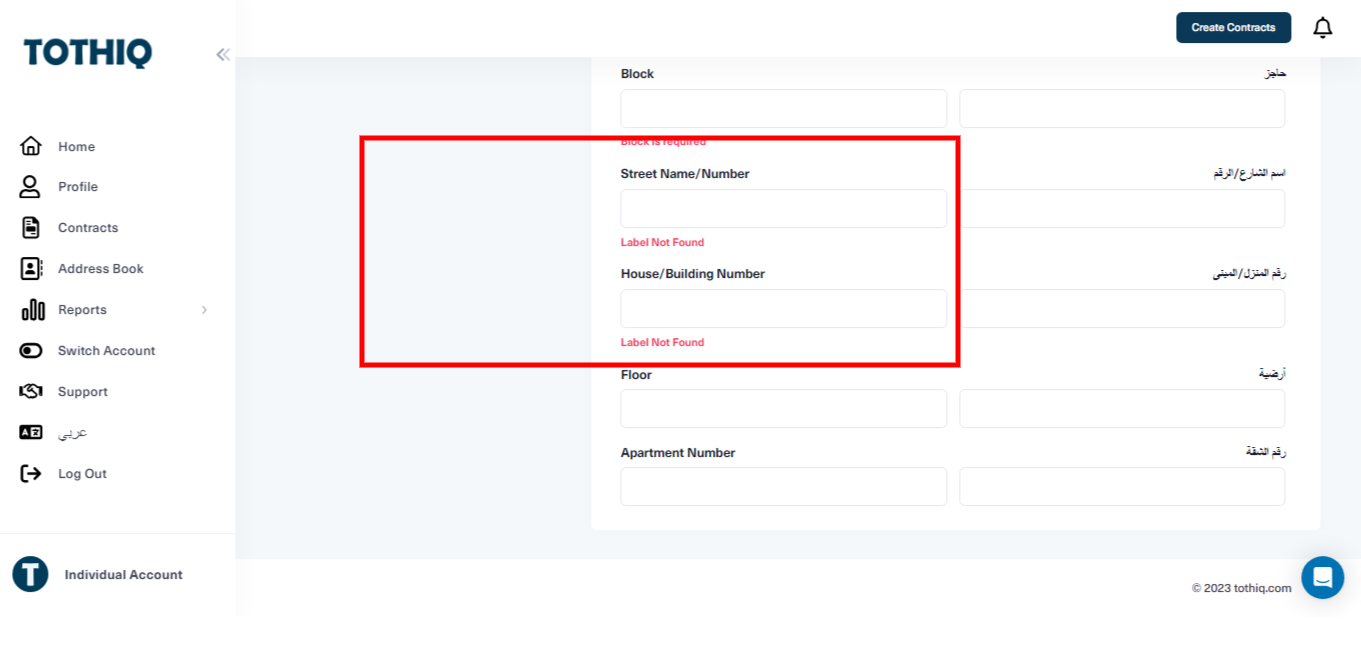 TOTHIQ
Create Contracts
Home
Profile
Contracts
Address Book
Reports
Switch Account
Support
عربي
Log Out
Individual Account
Block
حاجز
Block is required
Street Name/Number
اسم الشارع/الرقم
Label Not Found
House/Building Number
رقم المنزل/المبنى
Label Not Found
Floor
أرضية
Apartment Number
رقم الشقة
© 2023 tothiq.com